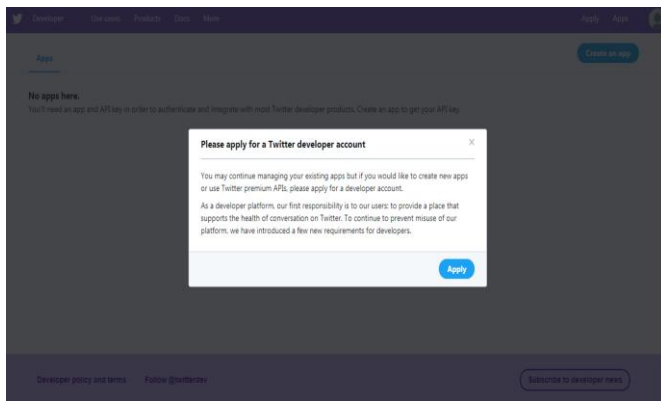 Developer Use cases Products Docs More Apply Apps
Apps
Create an app
No apps here.
You'll need an app and API key in order to authenticate and integrate with most Twitter developer products. Create an app to get your API key.
Please apply for a Twitter developer account
X
You may continue managing your existing apps but if you would like to create new apps
or use Twitter premium APIs, please apply for a developer account.
As a developer platform, our first responsibility is to our users: to provide a place that
supports the health of conversation on Twitter. To continue to prevent misuse of our
platform, we have introduced a few new requirements for developers.
Apply
Developer policy and terms Follow @twitterdev Subscribe to developer news